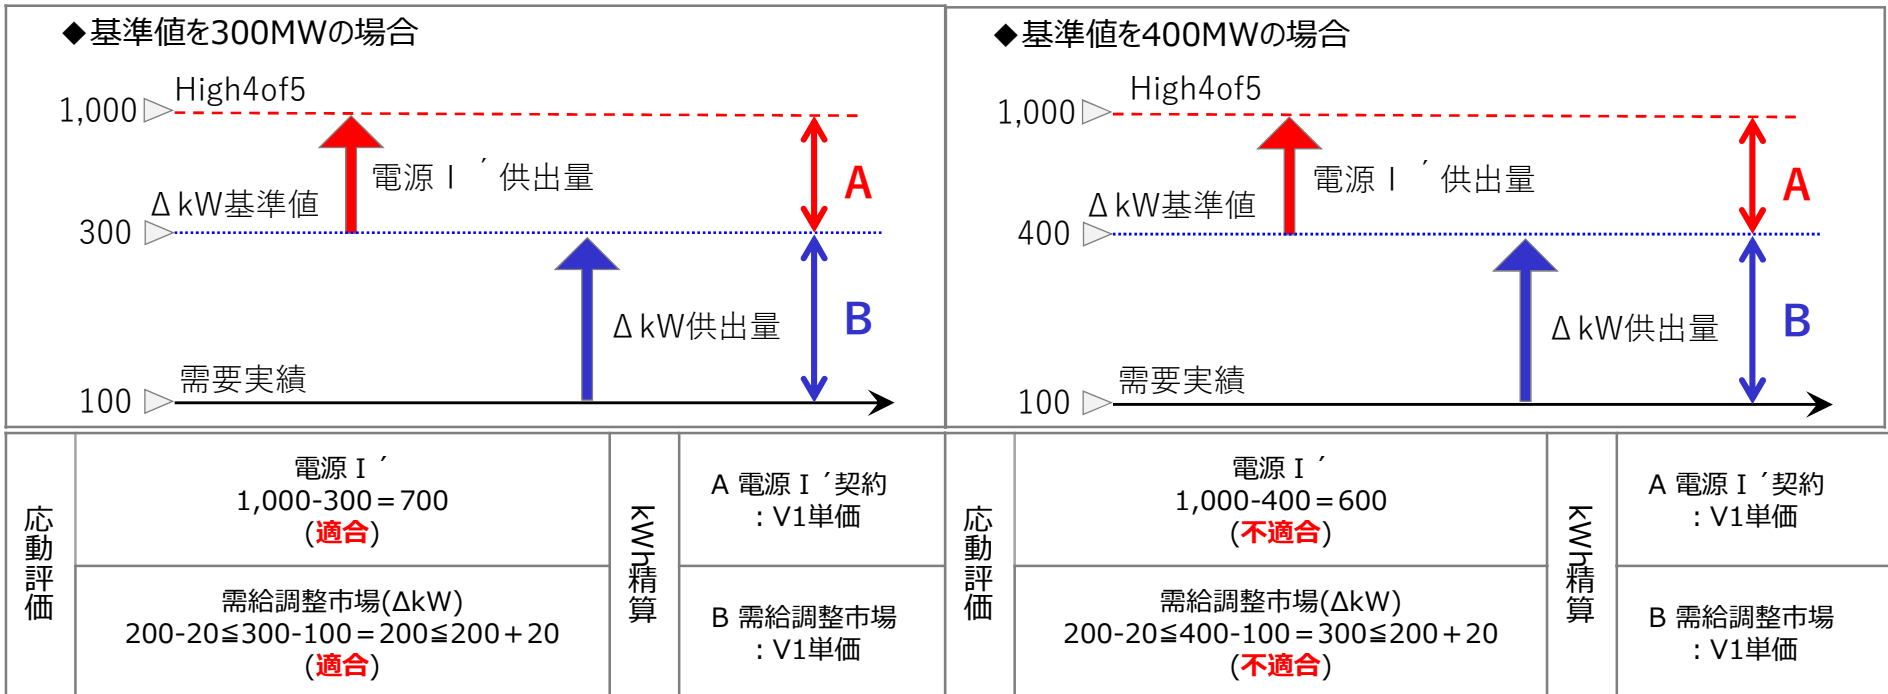 ◆基準値を300MWの場合
High4of5
1,000
電源Ⅰ´供出量
A
ΔkW基準値
300
ΔkW供出量
B
需要実績
100
◆基準値を400MWの場合
High4of5
1,000
電源Ⅰ´供出量
A
ΔkW基準値
400
ΔkW供出量
B
需要実績
100
応動評価
電源Ⅰ´
1,000-300=700
(適合)
需給調整市場(ΔkW)
200-20≦300-100=200≦200+20
(適合)
kWh精算
A 電源Ⅰ´契約
:V1単価
B 需給調整市場
:V1単価
応動評価
電源Ⅰ´
1,000-400=600
(不適合)
需給調整市場(ΔkW)
200-20≦400-100=300≦200+20
(不適合)
kWh精算
A 電源Ⅰ´契約
:V1単価
B 需給調整市場
:V1単価